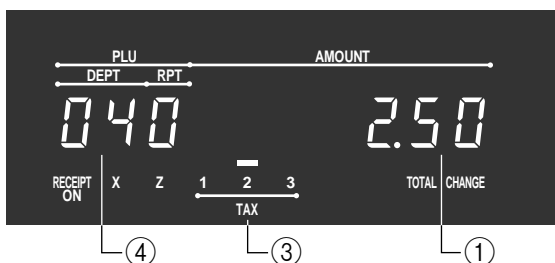 PLU AMOUNT
DEPT RPT
040 2.50
RECEIPT ON X Z 1 2 3 TOTAL CHANGE
TAX
④ ③ ①